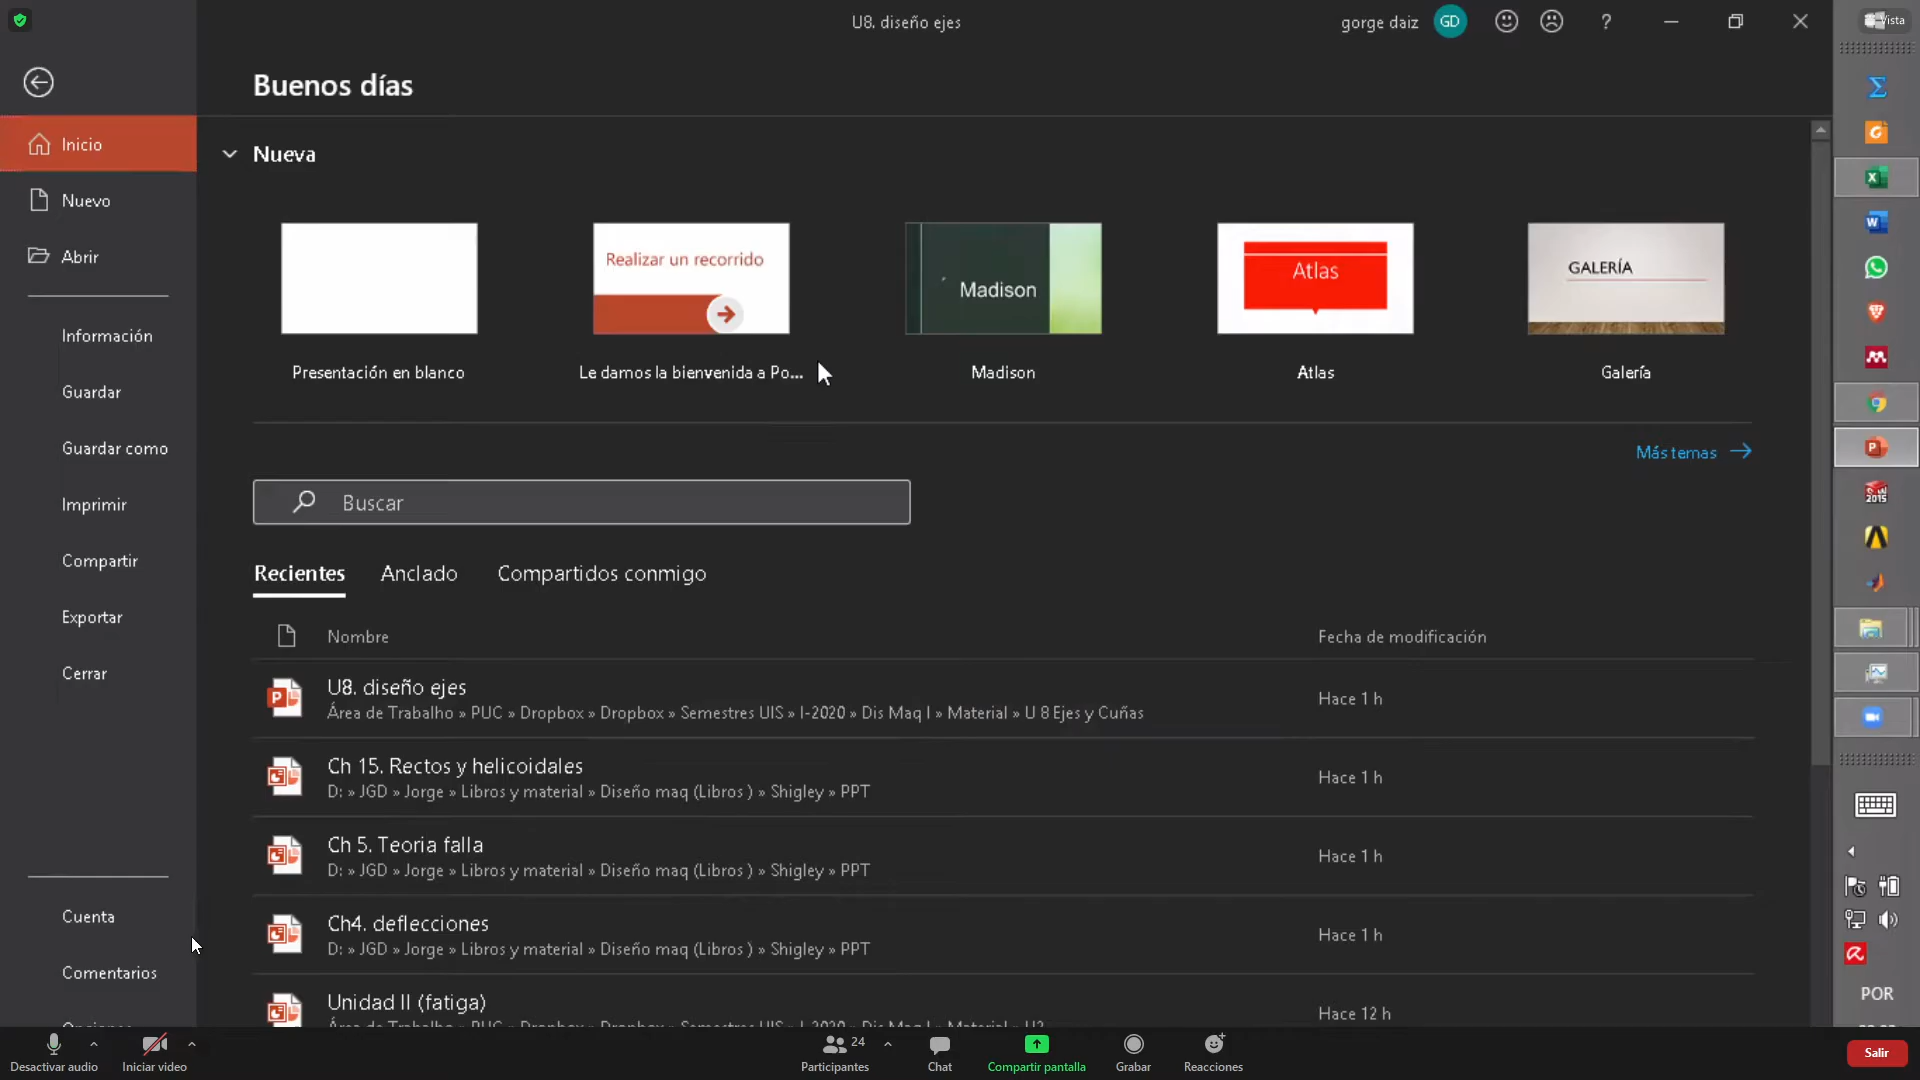 U8. diseño ejes
gorge daiz
GD
?
Vista
Buenos días
Inicio
Nuevo
Abrir
Información
Guardar
Guardar como
Imprimir
Compartir
Exportar
Cerrar
Cuenta
Comentarios
Nueva
Realizar un recorrido
Madison
Atlas
GALERÍA
Presentación en blanco
Le damos la bienvenida a Po...
Madison
Atlas
Galería
Más temas
Buscar
Recientes
Anclado
Compartidos conmigo
Nombre
Fecha de modificación
U8. diseño ejes
Hace 1 h
Área de Trabalho » PUC » Dropbox » Dropbox » Semestres UIS » I-2020 » Dis Maq I » Material » U 8 Ejes y Cuñas
Ch 15. Rectos y helicoidales
Hace 1 h
D: » JGD » Jorge » Libros y material » Diseño maq (Libros ) » Shigley » PPT
Ch 5. Teoria falla
Hace 1 h
D: » JGD » Jorge » Libros y material » Diseño maq (Libros ) » Shigley » PPT
Ch4. deflecciones
Hace 1 h
D: » JGD » Jorge » Libros y material » Diseño maq (Libros ) » Shigley » PPT
Unidad II (fatiga)
Hace 12 h
2015
POR
Desactivar audio
Iniciar video
24
Participantes
Chat
Compartir pantalla
Grabar
Reacciones
Salir